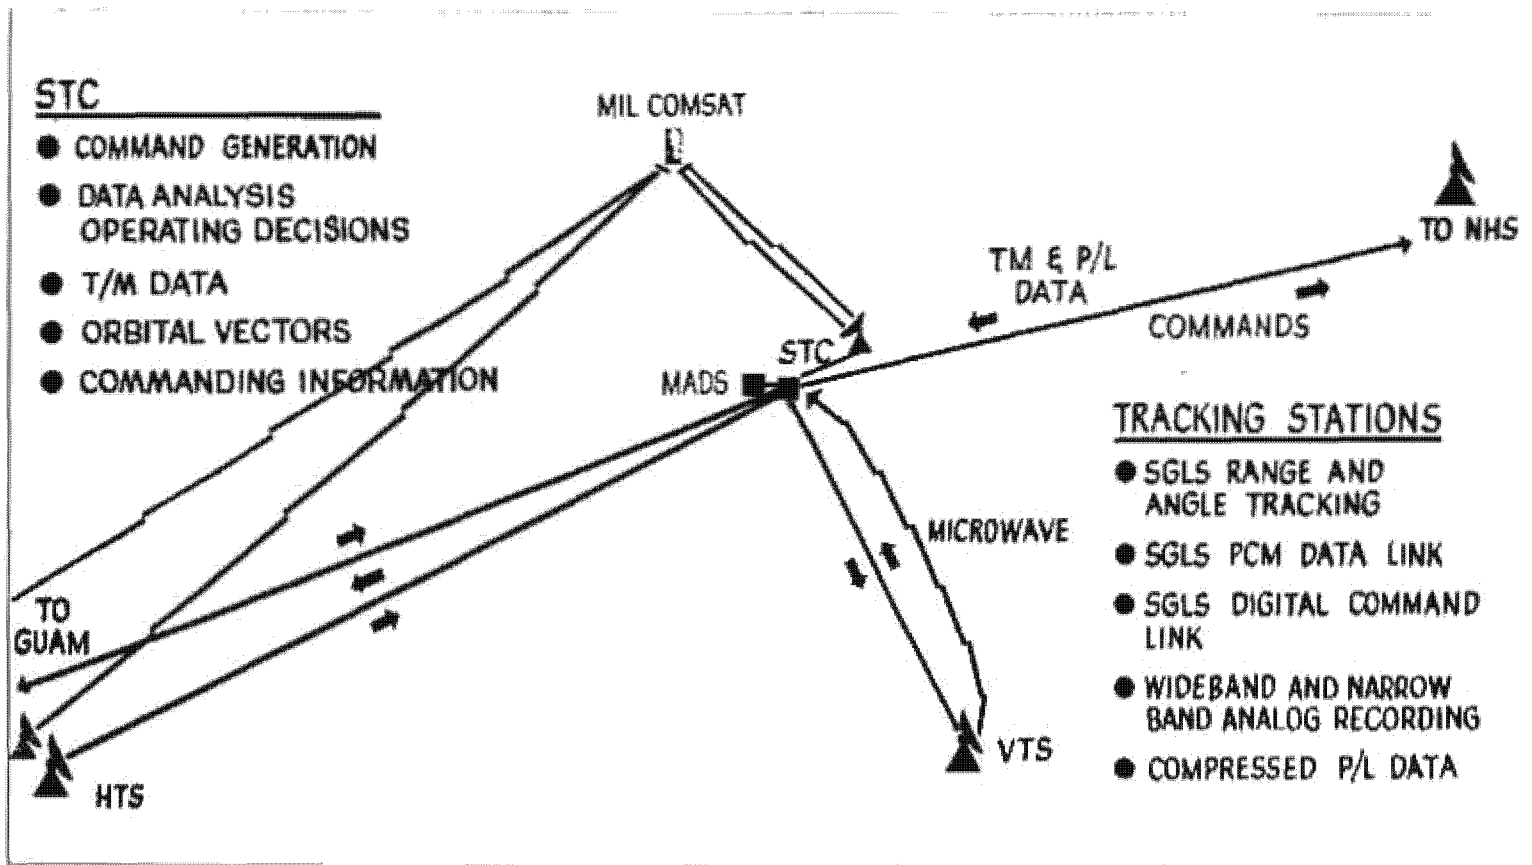 STC
● COMMAND GENERATION
● DATA ANALYSIS
OPERATING DECISIONS
● T/M DATA
● ORBITAL VECTORS
● COMMANDING INFORMATION
MIL COMSAT
TO NHS
TM & P/L
DATA
COMMANDS
STC
MADS
MICROWAVE
TO
GUAM
HTS
VTS
TRACKING STATIONS
● SGLS RANGE AND
ANGLE TRACKING
● SGLS PCM DATA LINK
● SGLS DIGITAL COMMAND
LINK
● WIDEBAND AND NARROW
BAND ANALOG RECORDING
● COMPRESSED P/L DATA